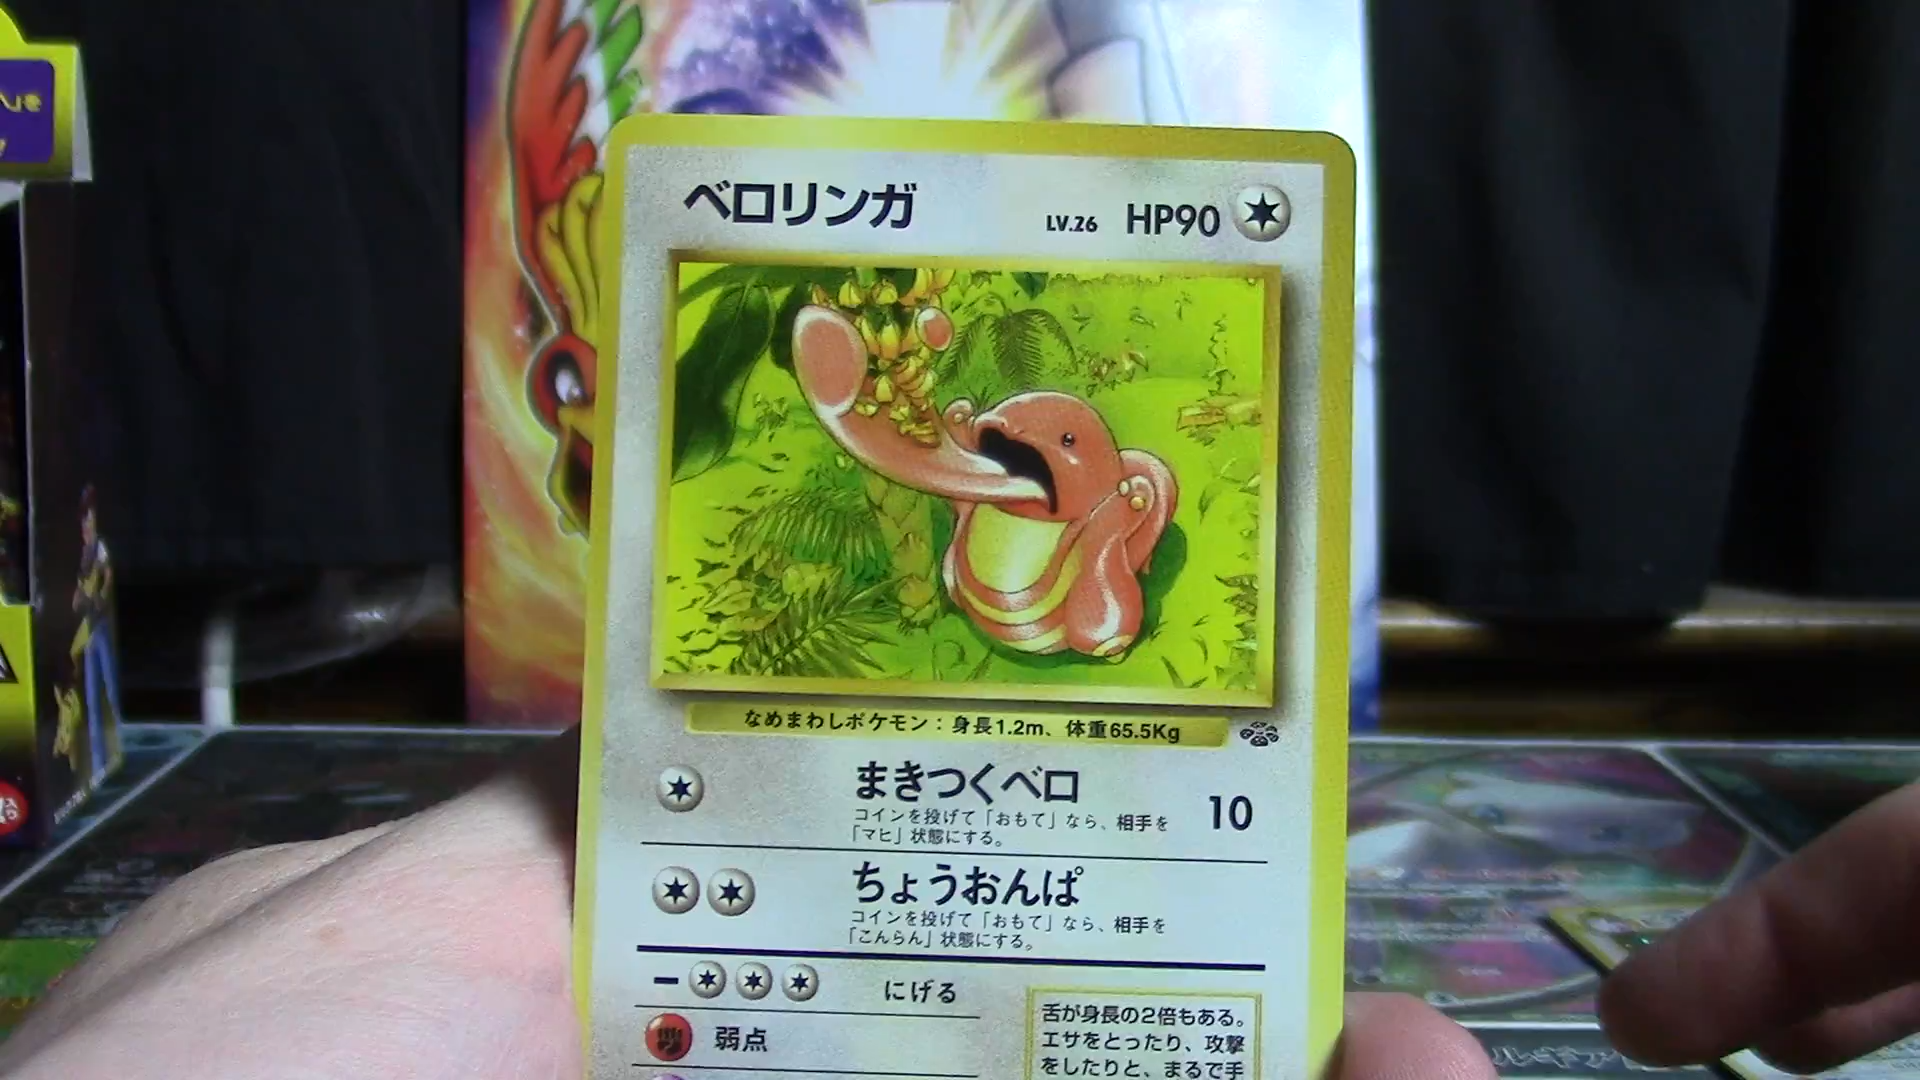 ベロリンガ LV.26 HP90
なめまわしポケモン：身長1.2m、体重65.5Kg
まきつくベロ 10
コインを投げて「おもて」なら、相手を
「マヒ」状態にする。
ちょうおんぱ
コインを投げて「おもて」なら、相手を
「こんらん」状態にする。
ー にげる
弱点
舌が身長の2倍もある。
エサをとったり、攻撃
をしたりと、まるで手